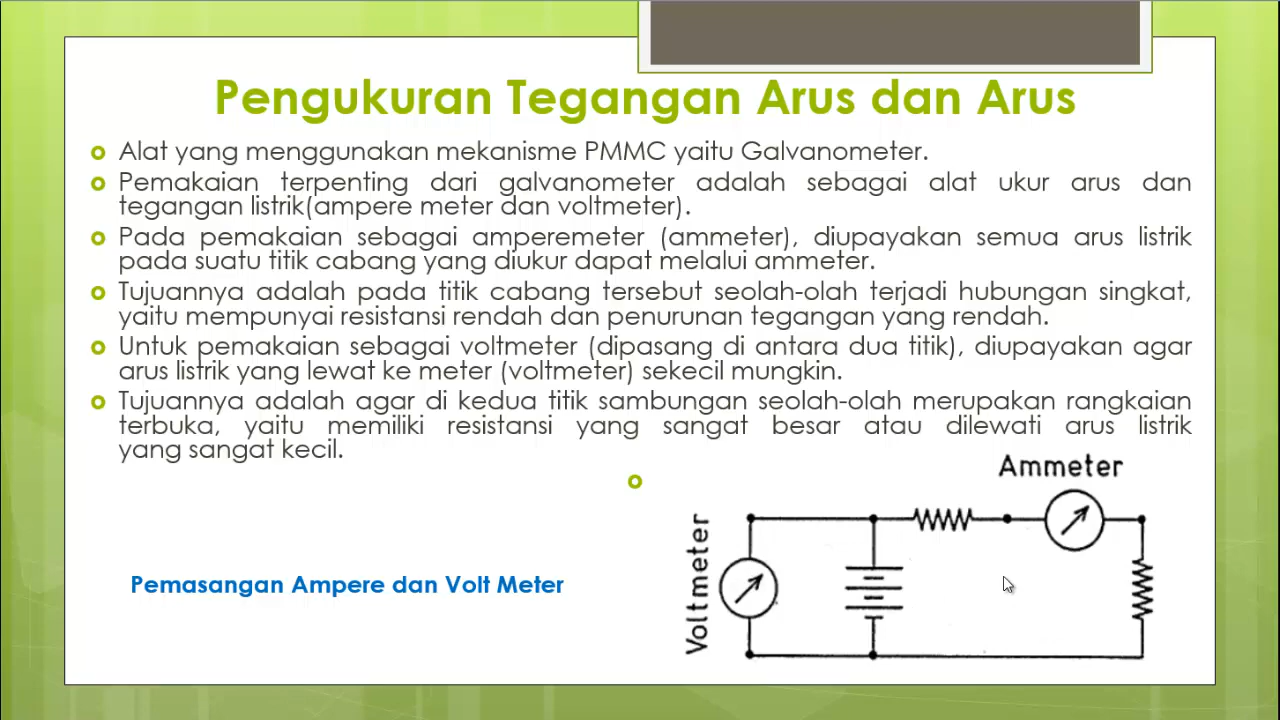 Pengukuran Tegangan Arus dan Arus
Alat yang menggunakan mekanisme PMMC yaitu Galvanometer.
Pemakaian terpenting dari galvanometer adalah sebagai alat ukur arus dan
tegangan listrik(ampere meter dan voltmeter).
Pada pemakaian sebagai amperemeter (ammeter), diupayakan semua arus listrik
pada suatu titik cabang yang diukur dapat melalui ammeter.
Tujuannya adalah pada titik cabang tersebut seolah-olah terjadi hubungan singkat,
yaitu mempunyai resistansi rendah dan penurunan tegangan yang rendah.
Untuk pemakaian sebagai voltmeter (dipasang di antara dua titik), diupayakan agar
arus listrik yang lewat ke meter (voltmeter) sekecil mungkin.
Tujuannya adalah agar di kedua titik sambungan seolah-olah merupakan rangkaian
terbuka, yaitu memiliki resistansi yang sangat besar atau dilewati arus listrik
yang sangat kecil.
Ammeter
Voltmeter
Pemasangan Ampere dan Volt Meter